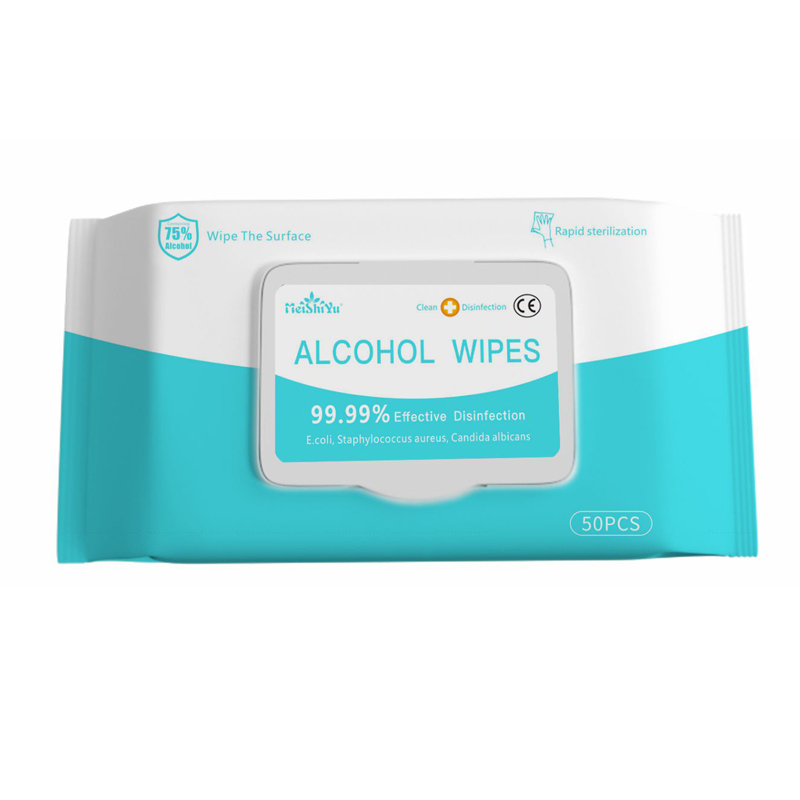 75%
Alcohol
Wipe The Surface
Rapid sterilization
MeiShiYu
Clean Disinfection CE
ALCOHOL WIPES
99.99% Effective Disinfection
E.coli, Staphylococcus aureus, Candida albicans
50PCS